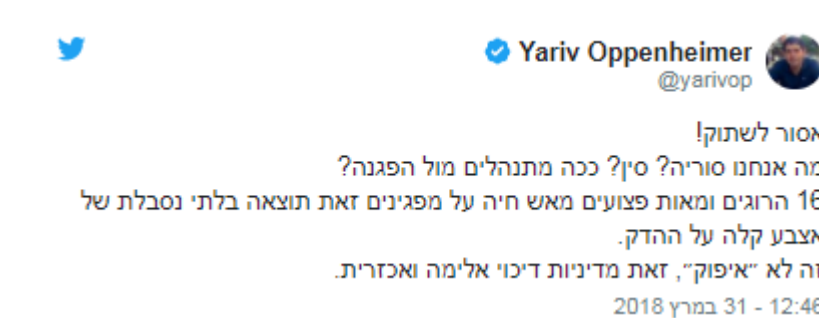 Yariv Oppenheimer
@yarivop
אסור לשתוק!
מה אנחנו סוריה? סין? ככה מתנהלים מול הפגנה?
16 הרוגים ומאות פצועים מאש חיה על מפגינים זאת תוצאה בלתי נסבלת של
אצבע קלה על ההדק.
זה לא ״איפוק״, זאת מדיניות דיכוי אלימה ואכזרית.
12:46 - 31 במרץ 2018